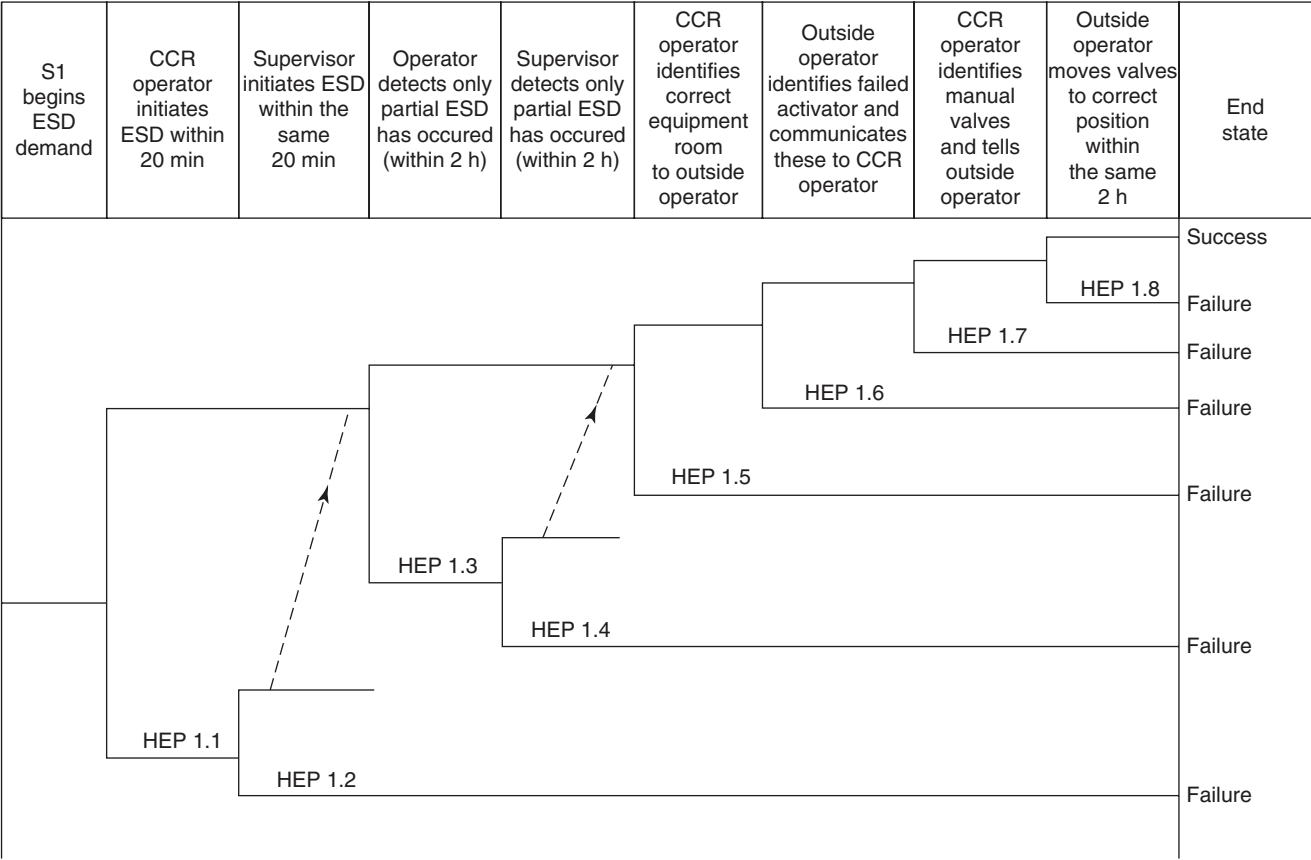 S1
begins
ESD
demand
CCR
operator
initiates
ESD within
20 min
Supervisor
initiates ESD
within the
same
20 min
Operator
detects only
partial ESD
has occured
(within 2 h)
Supervisor
detects only
partial ESD
has occured
(within 2 h)
CCR
operator
identifies
correct
equipment
room
to outside
operator
Outside
operator
identifies failed
activator and
communicates
these to CCR
operator
CCR
operator
identifies
manual
valves
and tells
outside
operator
Outside
operator
moves valves
to correct
position
within
the same
2 h
End
state
Success
HEP 1.8
Failure
HEP 1.7
Failure
HEP 1.6
Failure
HEP 1.5
Failure
HEP 1.3
HEP 1.4
Failure
HEP 1.1
HEP 1.2
Failure